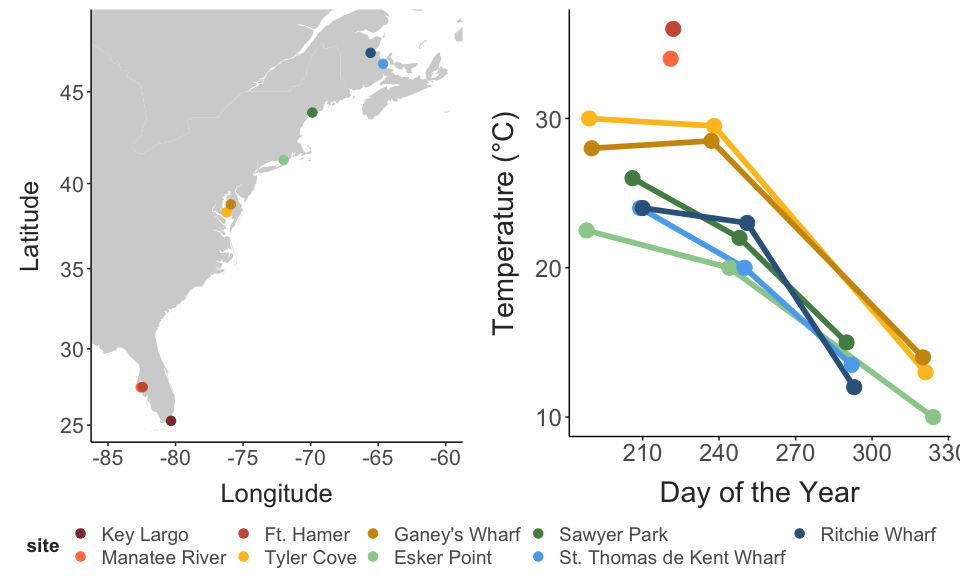 45
40
35
30
25
Latitude
-85 -80 -75 -70 -65 -60
Longitude
30
20
10
Temperature (°C)
210 240 270 300 330
Day of the Year
site
Key Largo Ft. Hamer Ganey's Wharf Sawyer Park Ritchie Wharf
Manatee River Tyler Cove Esker Point St. Thomas de Kent Wharf